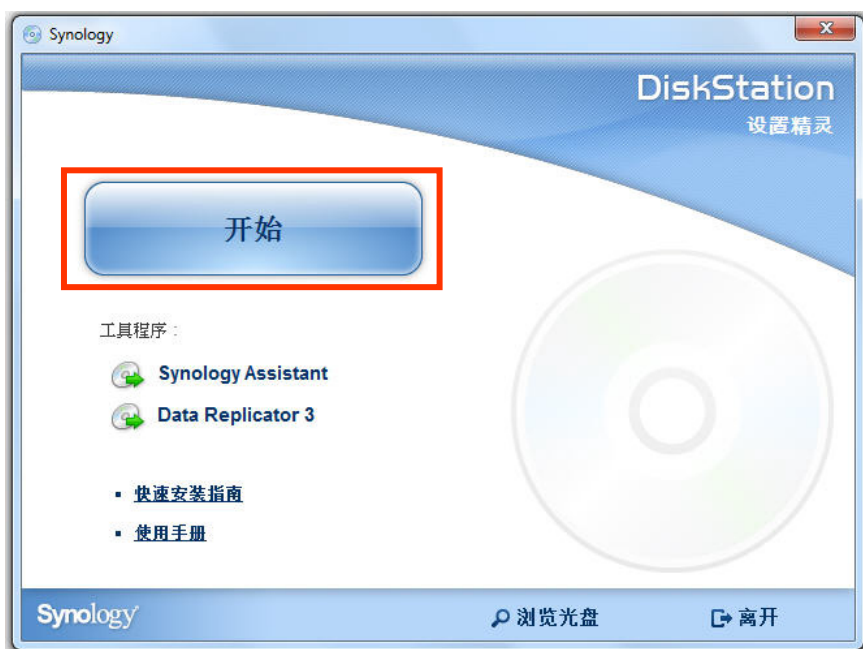 Synology
DiskStation
设置精灵
开始
工具程序：
Synology Assistant
Data Replicator 3
快速安装指南
使用手册
Synology
浏览光盘
离开